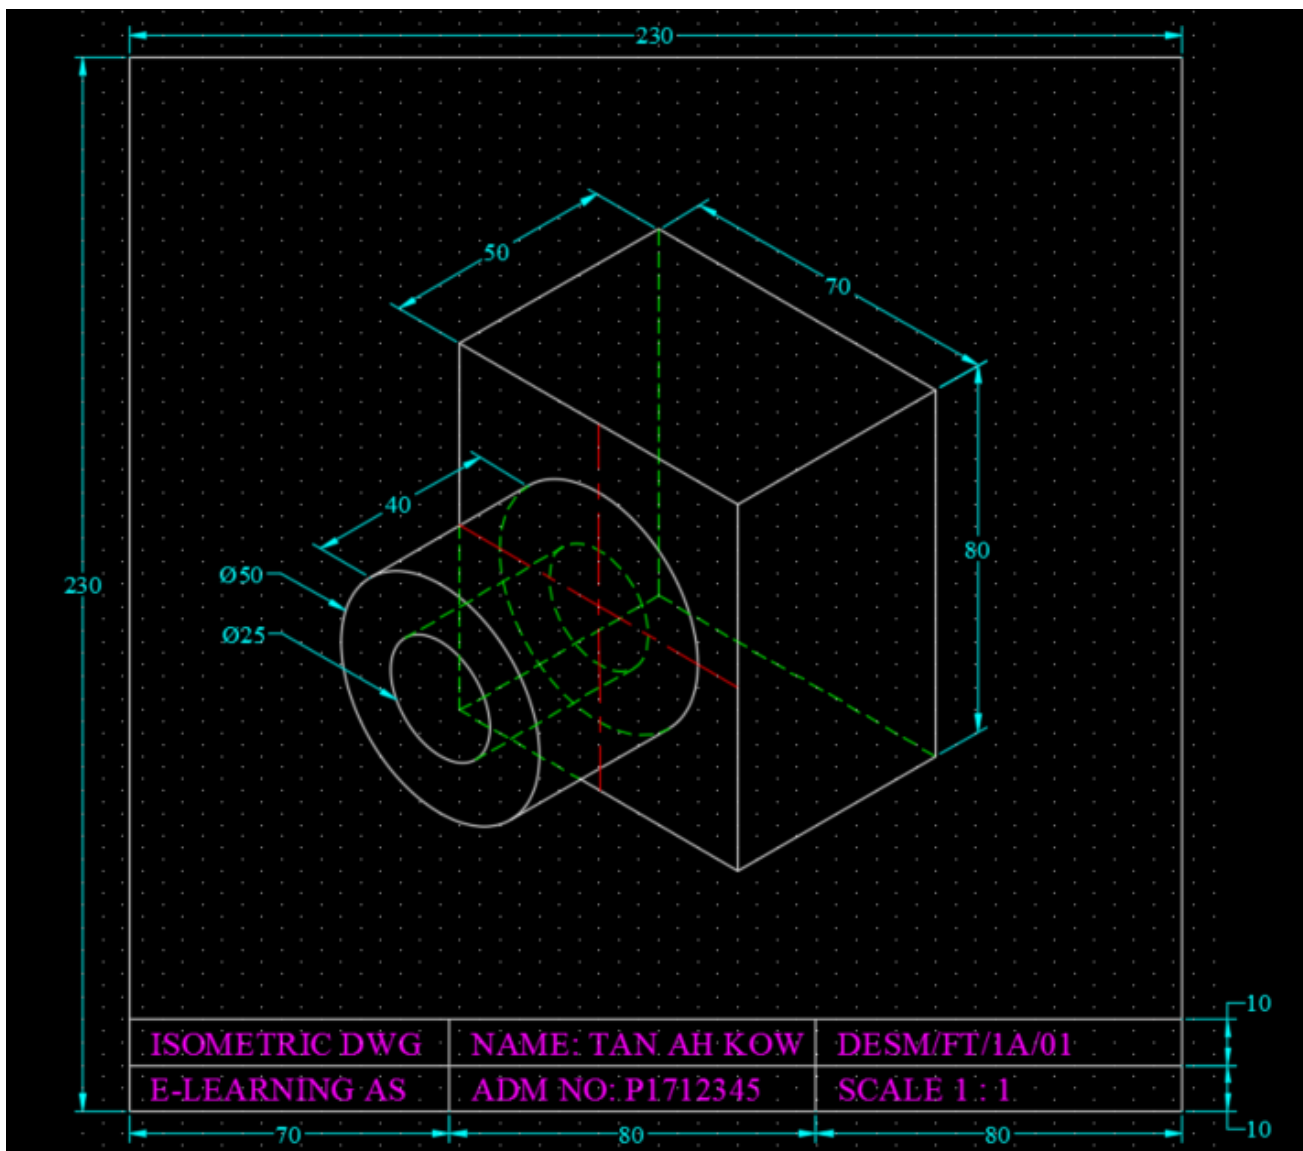 230
50
70
40
Ø50
80
230
Ø25
10
ISOMETRIC DWG NAME: TAN AH KOW DESM/FT/1A/01
E-LEARNING AS ADM NO: P1712345 SCALE 1 : 1
10
70 80 80